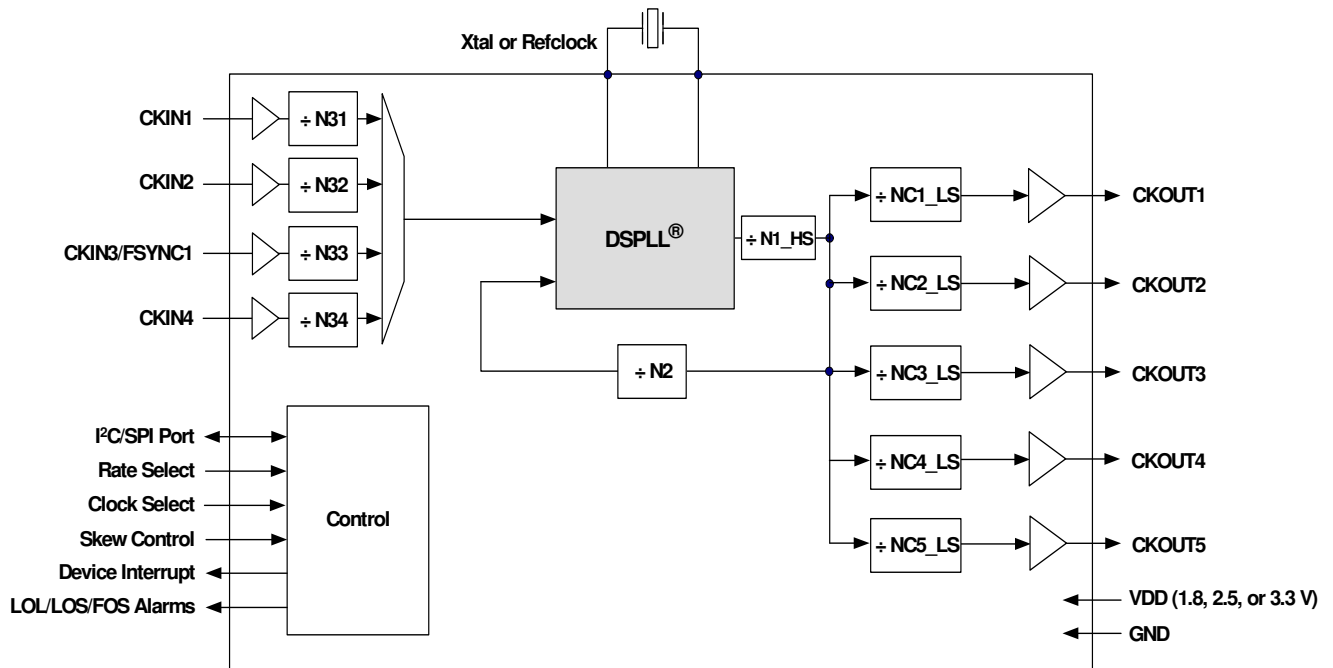 Xtal or Refclock
CKIN1
÷ N31
CKIN2
÷ N32
CKIN3/FSYNC1
÷ N33
CKIN4
÷ N34
DSPLL®
÷ N1_HS
÷ N2
÷ NC1_LS
CKOUT1
÷ NC2_LS
CKOUT2
÷ NC3_LS
CKOUT3
÷ NC4_LS
CKOUT4
÷ NC5_LS
CKOUT5
I²C/SPI Port
Rate Select
Clock Select
Skew Control
Device Interrupt
LOL/LOS/FOS Alarms
Control
VDD (1.8, 2.5, or 3.3 V)
GND